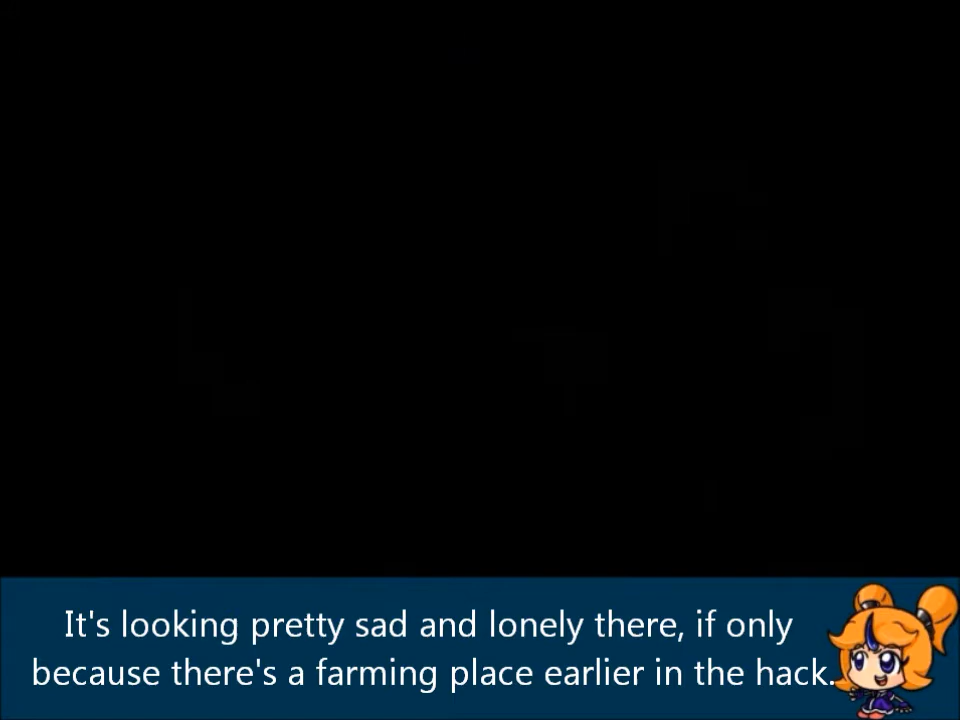 It's looking pretty sad and lonely there, if only
because there's a farming place earlier in the hack.